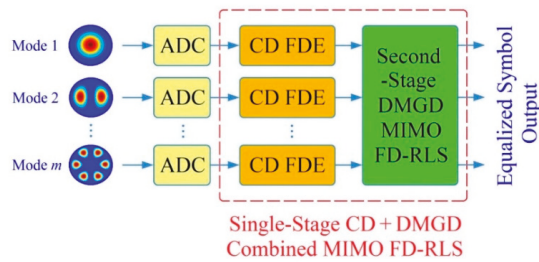 Mode 1
ADC
CD FDE
Mode 2
ADC
CD FDE
Mode m
ADC
CD FDE
Second
-Stage
DMGD
MIMO
FD-RLS
Equalized Symbol
Output
Single-Stage CD + DMGD
Combined MIMO FD-RLS